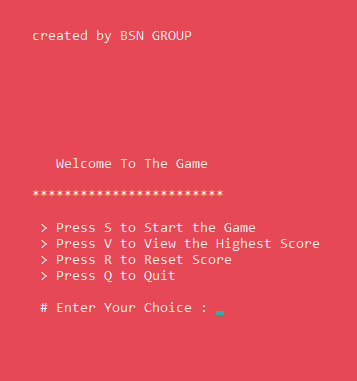 created by BSN GROUP
Welcome To The Game
************************
> Press S to Start the Game
> Press V to View the Highest Score
> Press R to Reset Score
> Press Q to Quit
# Enter Your Choice :